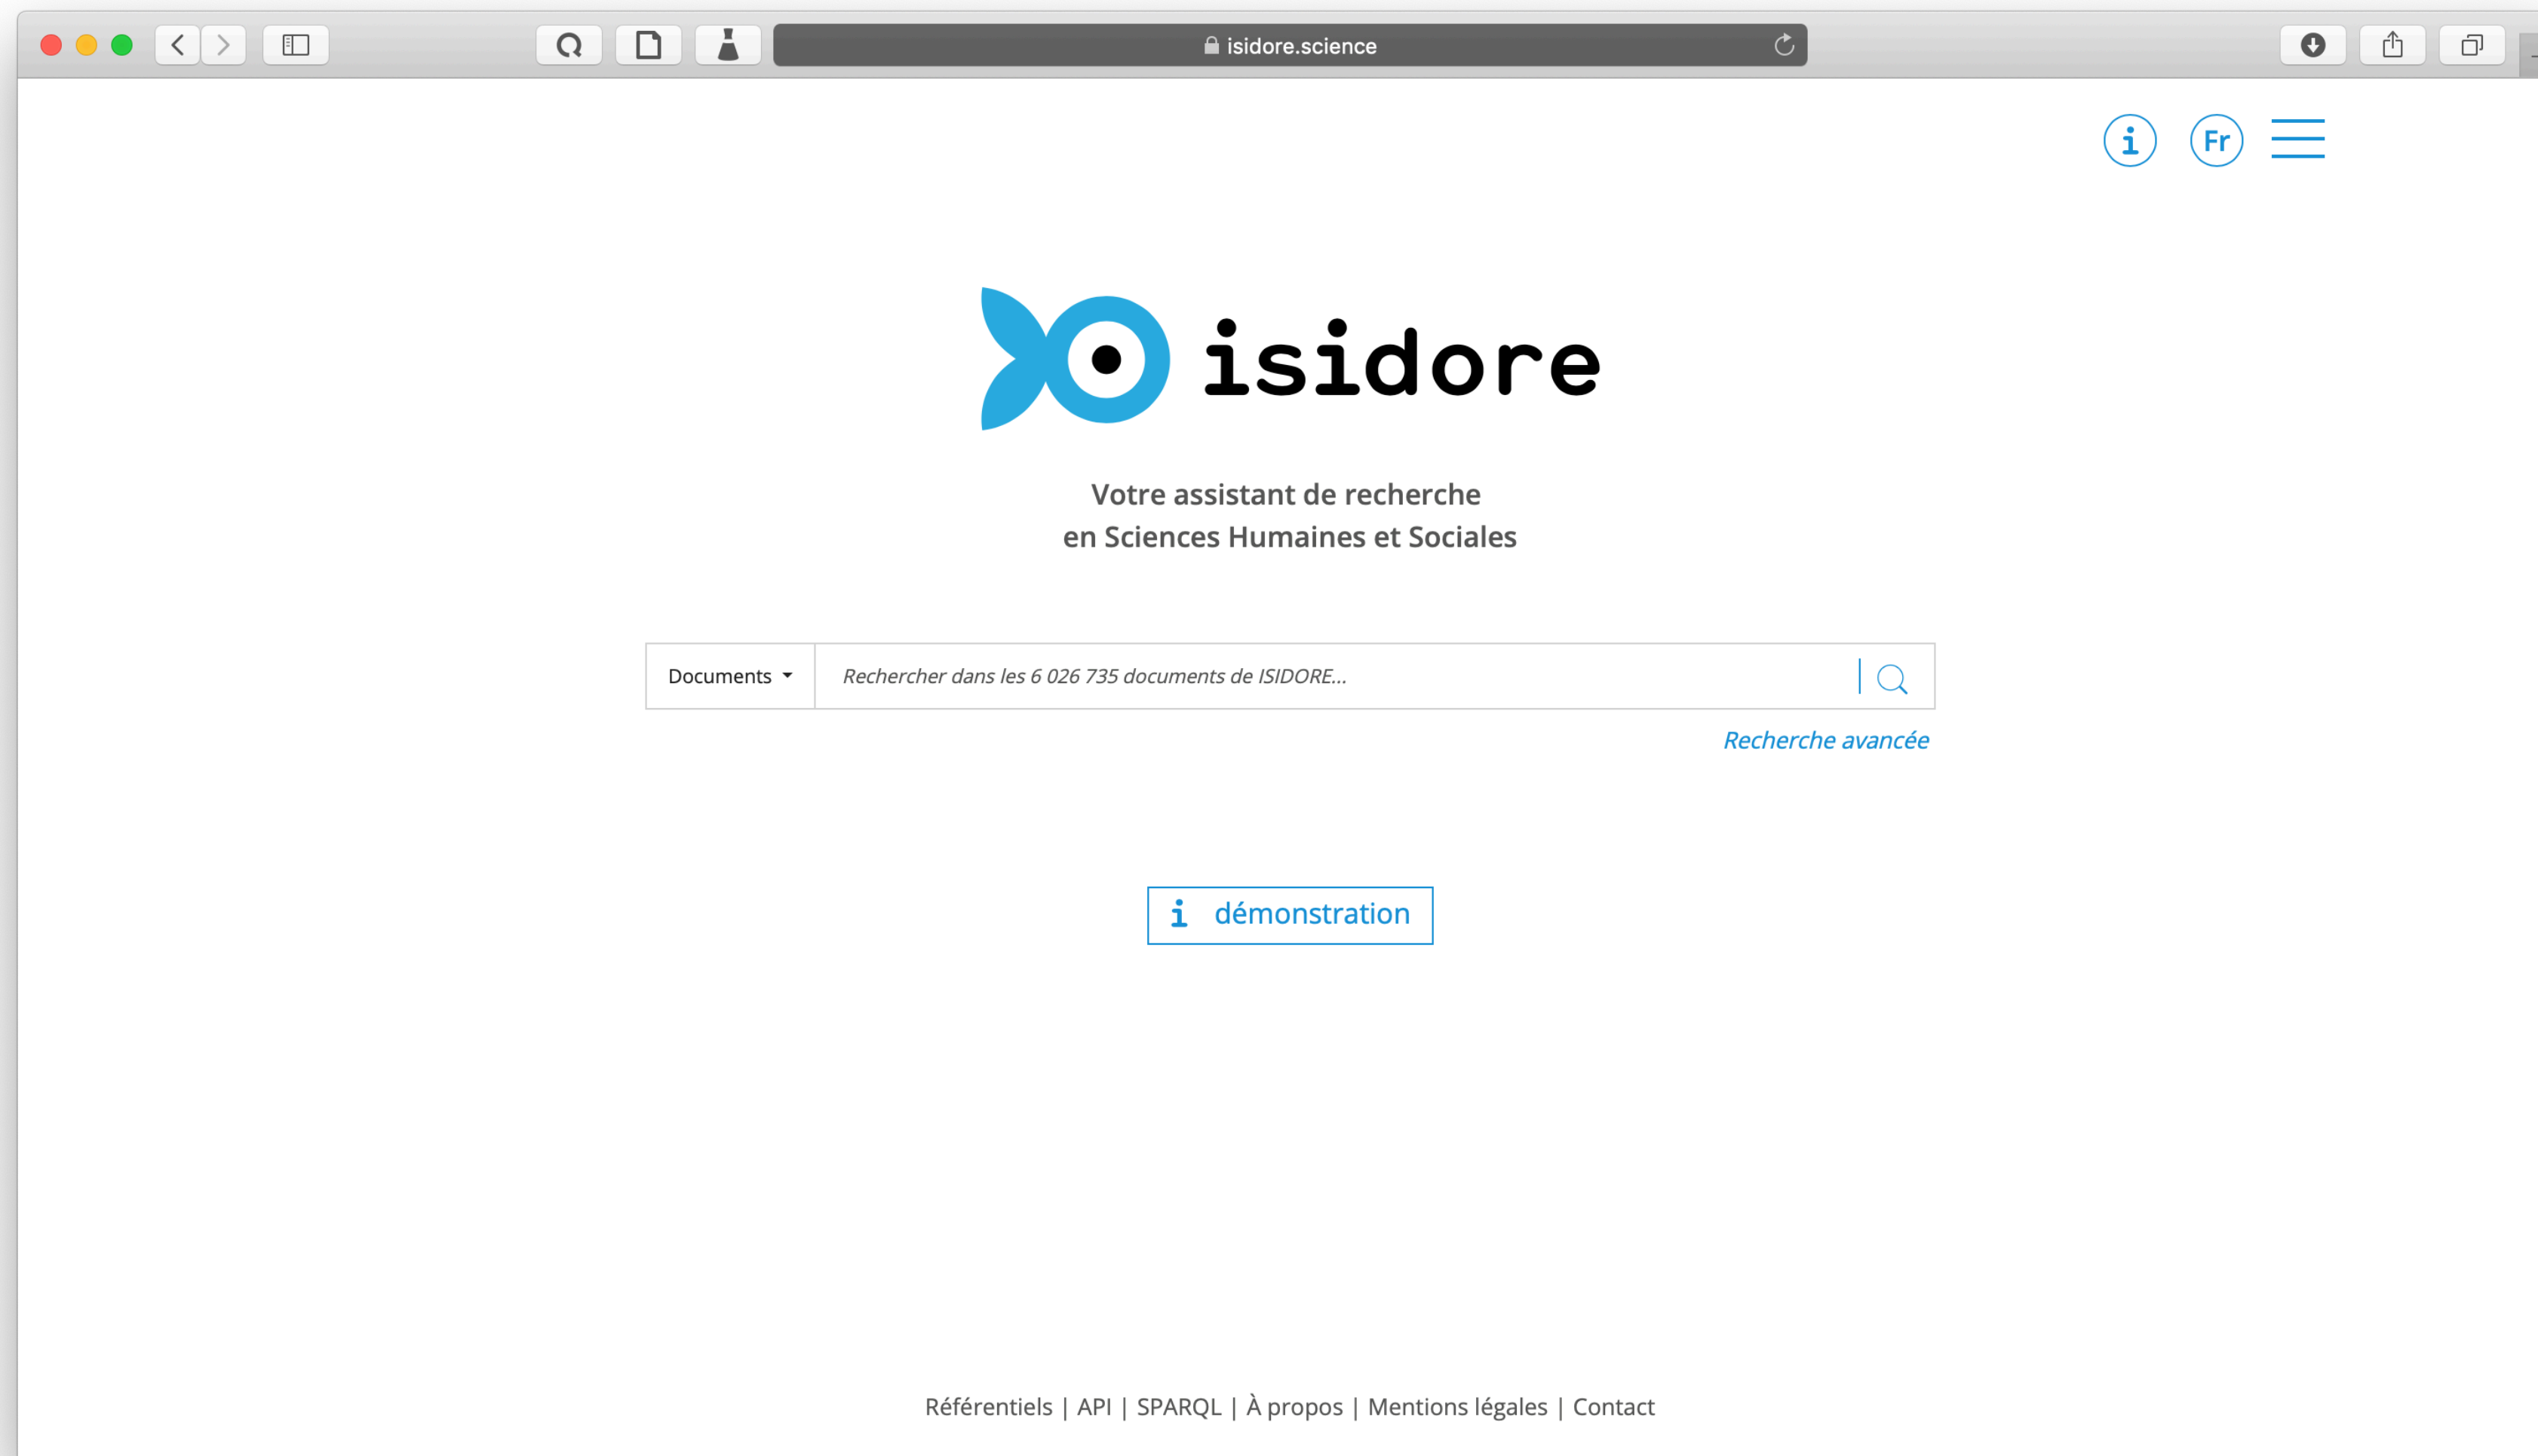 isidore.science
i Fr
isidore
Votre assistant de recherche
en Sciences Humaines et Sociales
Documents Rechercher dans les 6 026 735 documents de ISIDORE...
Recherche avancée
i démonstration
Référentiels | API | SPARQL | À propos | Mentions légales | Contact